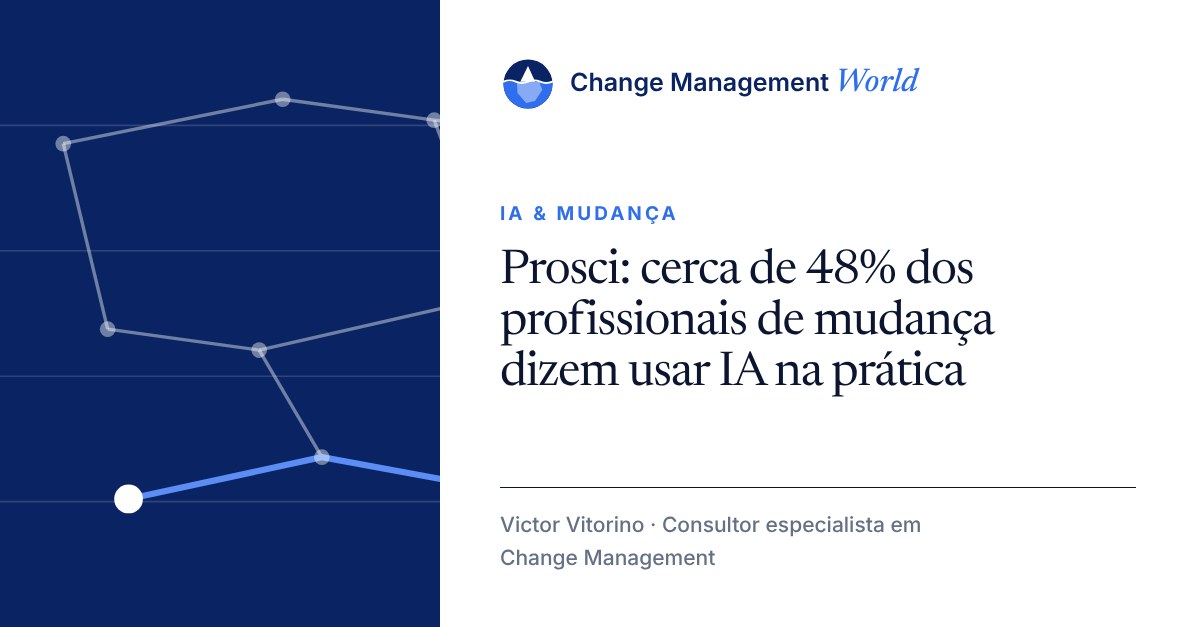 Change Management World
IA & MUDANÇA
Prosci: cerca de 48% dos
profissionais de mudança
dizem usar IA na prática
Victor Vitorino · Consultor especialista em
Change Management